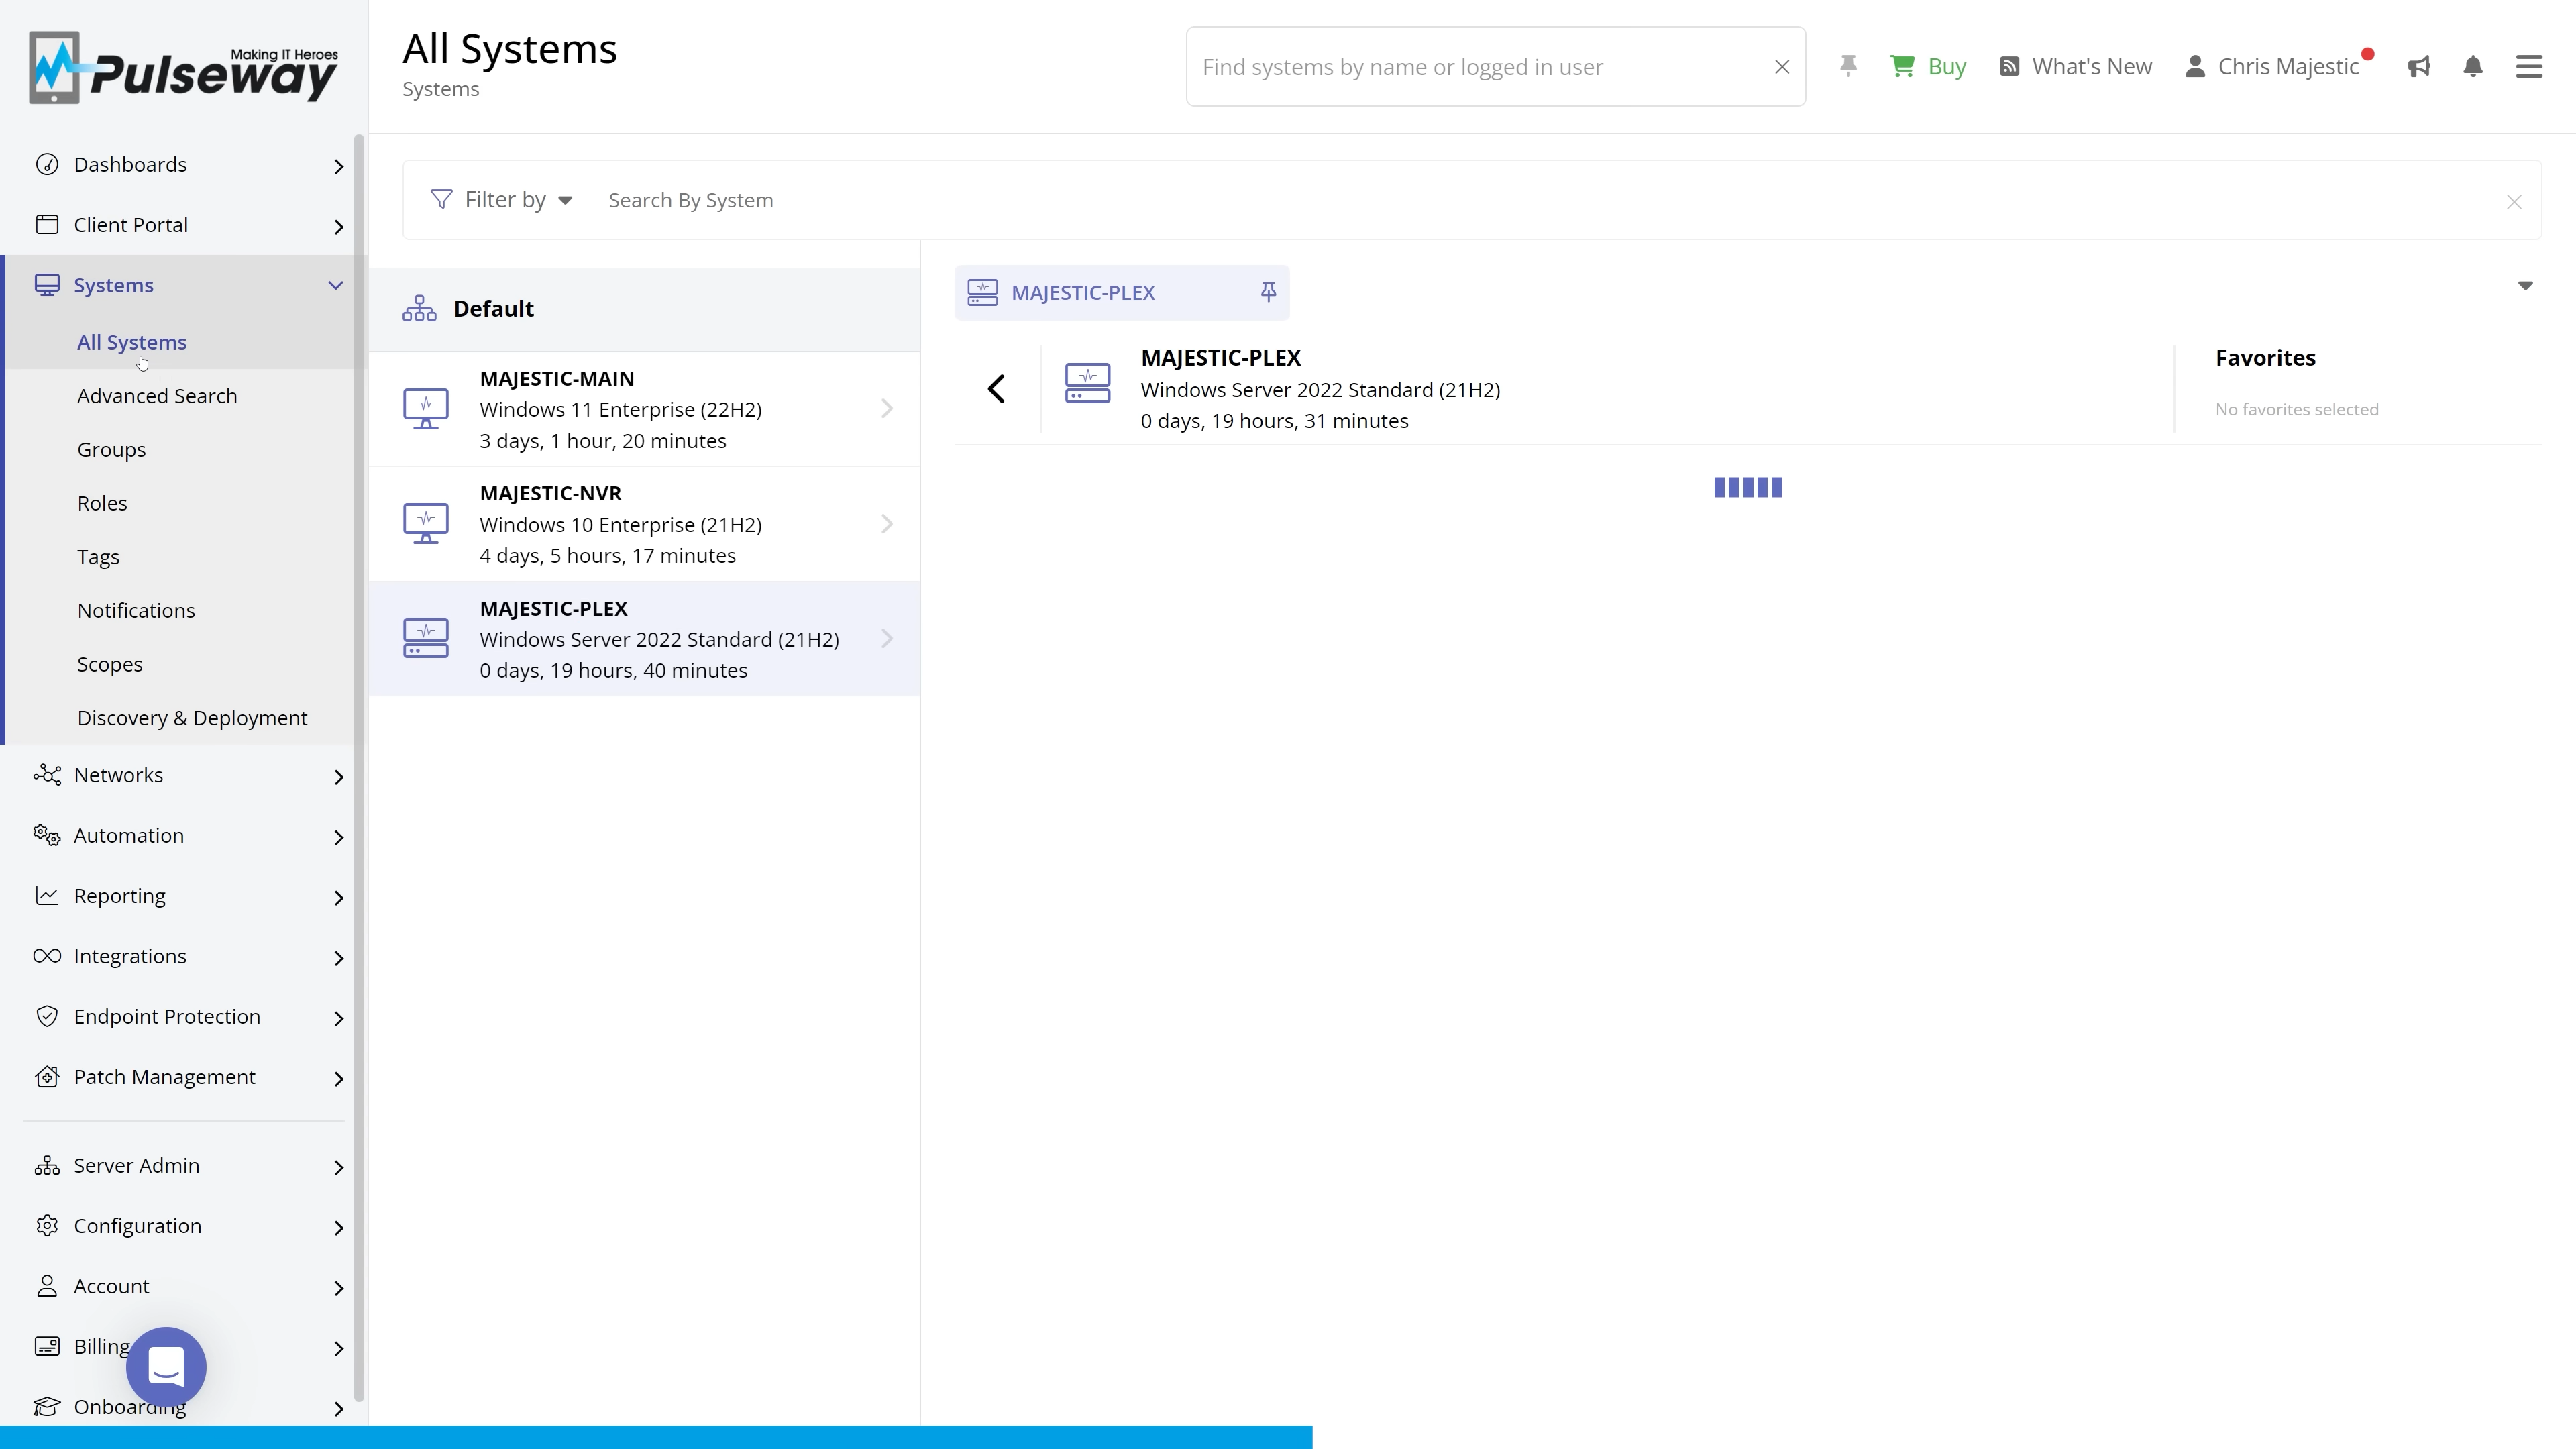 Making IT Heroes
Pulseway
All Systems
Systems
Find systems by name or logged in user
Buy
What's New
Chris Majestic
Dashboards
Client Portal
Systems
All Systems
Advanced Search
Groups
Roles
Tags
Notifications
Scopes
Discovery & Deployment
Networks
Automation
Reporting
Integrations
Endpoint Protection
Patch Management
Server Admin
Configuration
Account
Billing
Onboarding
Filter by
Search By System
Default
MAJESTIC-MAIN
Windows 11 Enterprise (22H2)
3 days, 1 hour, 20 minutes
MAJESTIC-NVR
Windows 10 Enterprise (21H2)
4 days, 5 hours, 17 minutes
MAJESTIC-PLEX
Windows Server 2022 Standard (21H2)
0 days, 19 hours, 40 minutes
MAJESTIC-PLEX
MAJESTIC-PLEX
Windows Server 2022 Standard (21H2)
0 days, 19 hours, 31 minutes
Favorites
No favorites selected